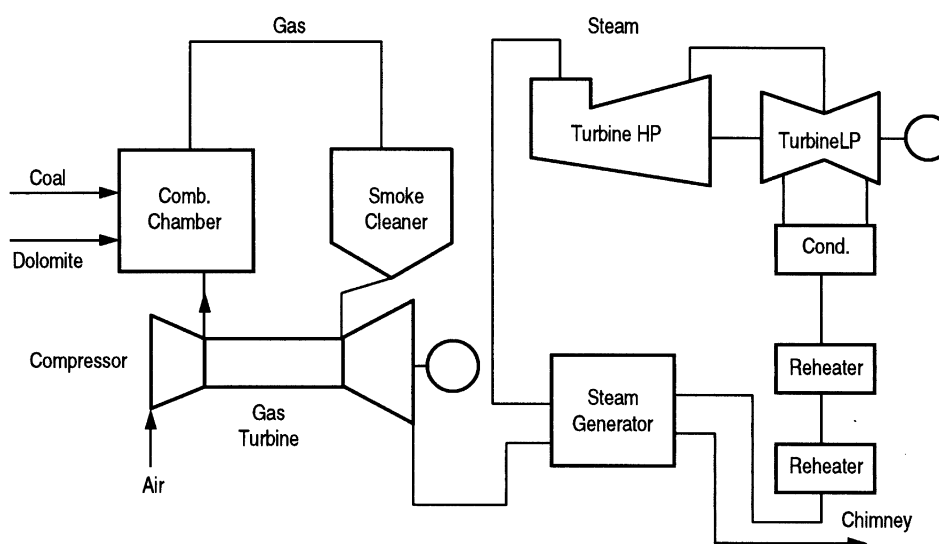 Gas
Steam
Turbine HP
TurbineLP
Coal
Comb.
Chamber
Smoke
Cleaner
Dolomite
Cond.
Compressor
Reheater
Steam
Generator
Gas
Turbine
Reheater
Air
Chimney